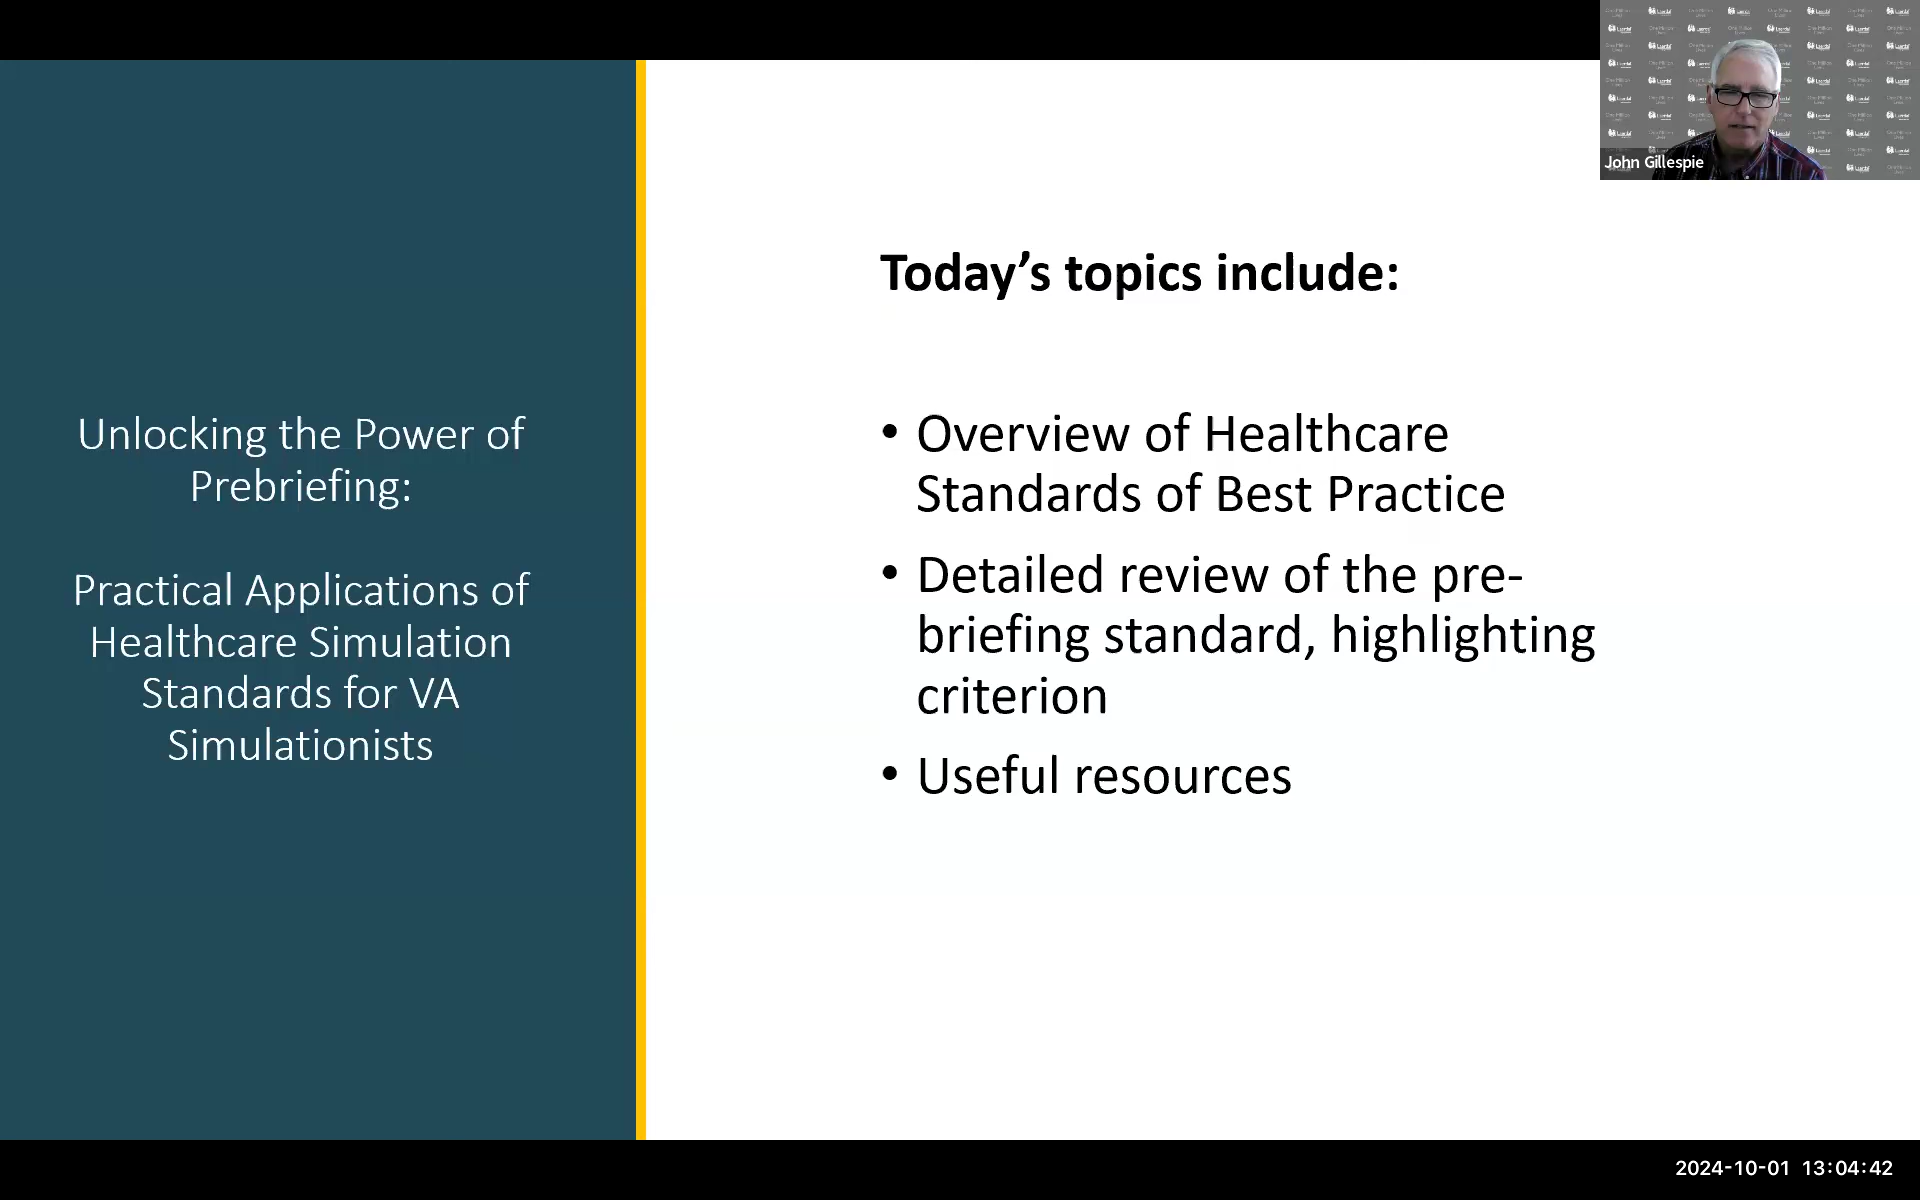 Unlocking the Power of
Prebriefing:
Practical Applications of
Healthcare Simulation
Standards for VA
Simulationists
Today’s topics include:
• Overview of Healthcare
Standards of Best Practice
• Detailed review of the pre-
briefing standard, highlighting
criterion
• Useful resources
John Gillespie
2024-10-01 13:04:42